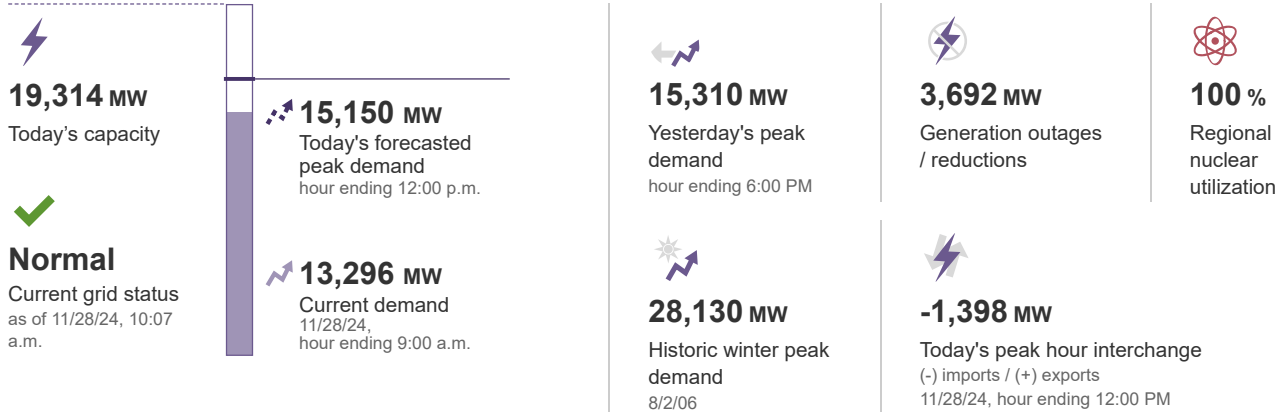 19,314 MW
Today's capacity
Normal
Current grid status
as of 11/28/24, 10:07
a.m.
15,150 MW
Today's forecasted
peak demand
hour ending 12:00 p.m.
13,296 MW
Current demand
11/28/24,
hour ending 9:00 a.m.
15,310 MW
Yesterday's peak
demand
hour ending 6:00 PM
3,692 MW
Generation outages
/ reductions
100 %
Regional
nuclear
utilization
28,130 MW
Historic winter peak
demand
8/2/06
-1,398 MW
Today's peak hour interchange
(-) imports / (+) exports
11/28/24, hour ending 12:00 PM